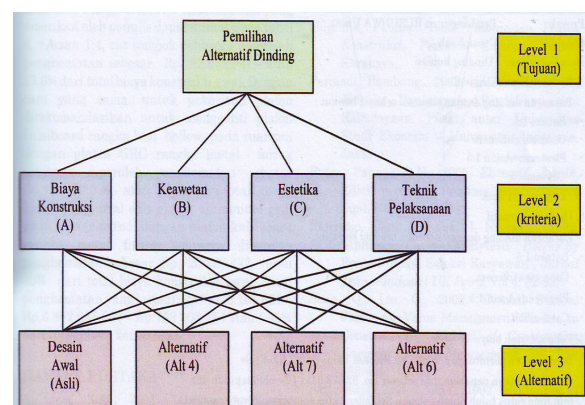 Pemilihan
Alternatif Dinding
Level 1
(Tujuan)
Biaya
Konstruksi
(A)
Keawetan
(B)
Estetika
(C)
Teknik
Pelaksanaan
(D)
Level 2
(kriteria)
Desain
Awal
(Asli)
Alternatif
(Alt 4)
Alternatif
(Alt 7)
Alternatif
(Alt 6)
Level 3
(Alternatif)